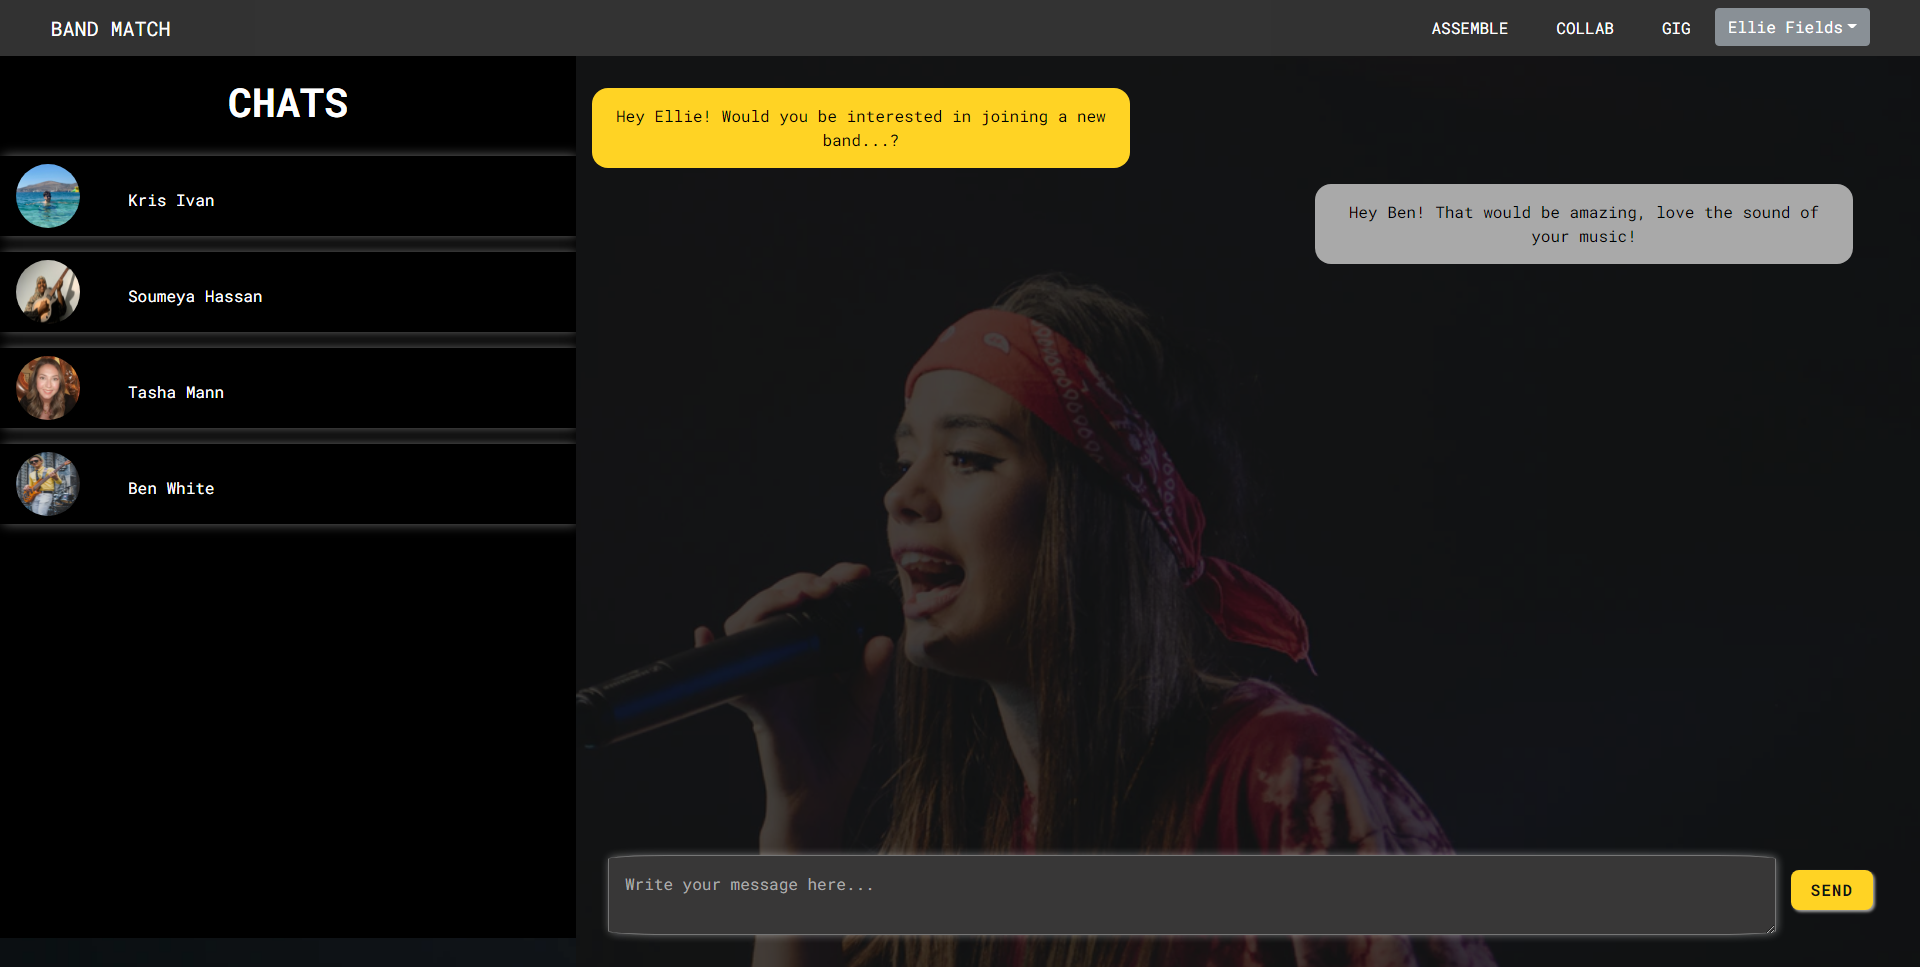 BAND MATCH
ASSEMBLE
COLLAB
GIG
Ellie Fields
CHATS
Kris Ivan
Soumeya Hassan
Tasha Mann
Ben White
Hey Ellie! Would you be interested in joining a new
band...?
Hey Ben! That would be amazing, love the sound of
your music!
Write your message here...
SEND